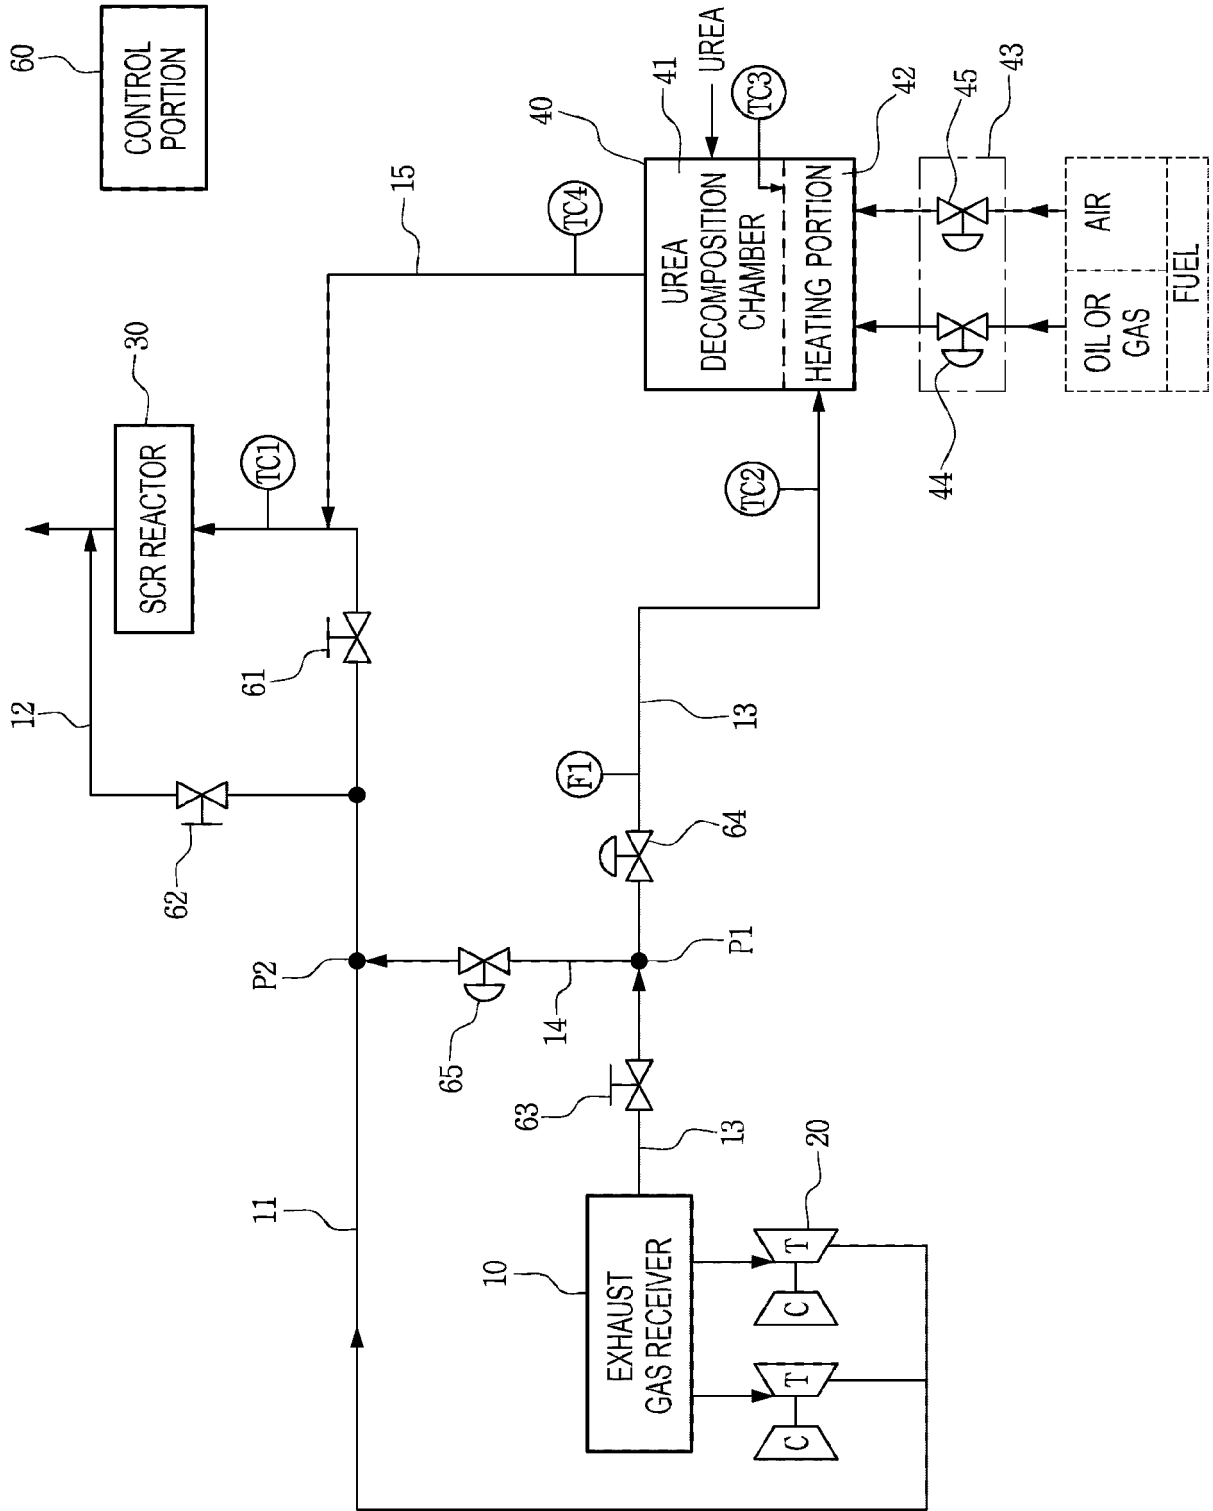 60
CONTROL
PORTION
15
TC4
40
41
UREA
TC3
42
45
43
UREA
DECOMPOSITION
CHAMBER
HEATING PORTION
AIR
OIL OR
GAS
FUEL
44
30
SCR REACTOR
TC1
TC2
12
61
62
F1
13
64
P2
P1
14
65
63
13
11
10
EXHAUST
GAS RECEIVER
20
T
C
T
C